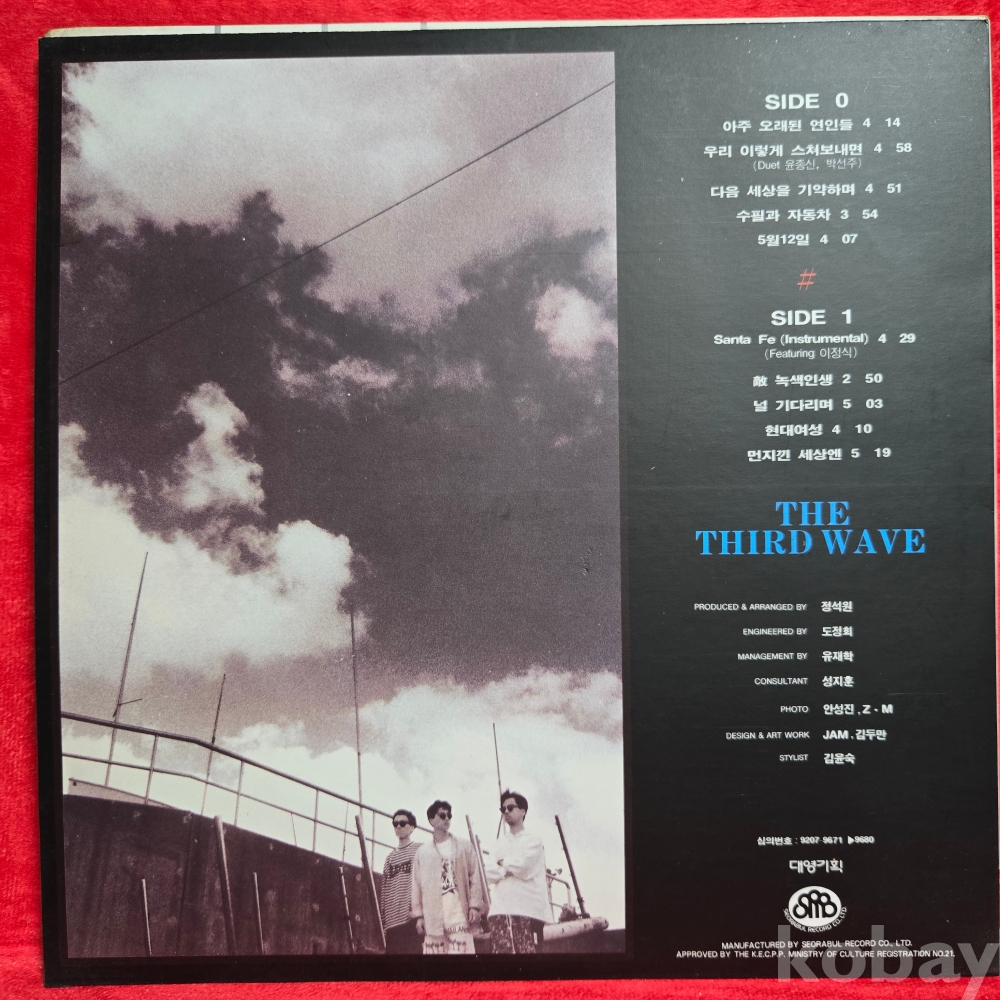 SIDE 0
아주 오래된 연인들 4 14
우리 이렇게 스쳐보내면 4 58
(Duet 윤종신, 박선주)
다음 세상을 기약하며 4 51
수필과 자동차 3 54
5월12일 4 07
#
SIDE 1
Santa Fe (Instrumental) 4 29
(Featuring 이정식)
敵 녹색인생 2 50
널 기다리며 5 03
현대여성 4 10
먼지낀 세상엔 5 19
THE
THIRD WAVE
PRODUCED & ARRANGED BY 정석원
ENGINEERED BY 도정회
MANAGEMENT BY 유재학
CONSULTANT 성지훈
PHOTO 안성진, Z - M
DESIGN & ART WORK JAM, 김두만
STYLIST 김윤숙
심의번호 : 9207-9671 ▶9680
대영기획
SRB
SEORABUL RECORD CO., LTD
MANUFACTURED BY SEORABUL RECORD CO., LTD.
APPROVED BY THE K.E.C.P.P. MINISTRY OF CULTURE REGISTRATION NO.21.
kobay